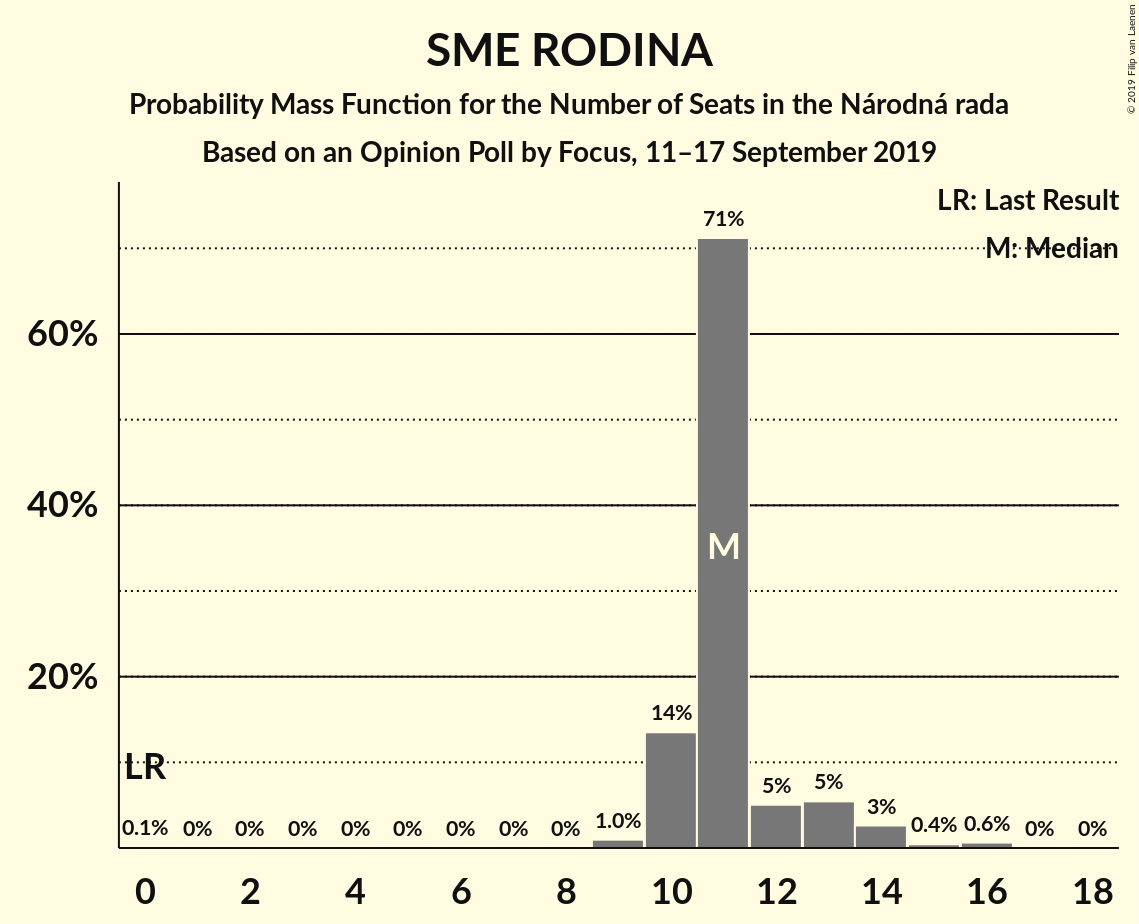 SME RODINA
Probability Mass Function for the Number of Seats in the Národná rada
Based on an Opinion Poll by Focus, 11–17 September 2019
© 2019 Filip van Laenen
LR: Last Result
M: Median
71%
60%
40%
M
20%
14%
LR
5%
5%
3%
0.1%
0%
0%
0%
0%
0%
0%
0%
0%
1.0%
0.4%
0.6%
0%
0%
0 2 4 6 8 10 12 14 16 18